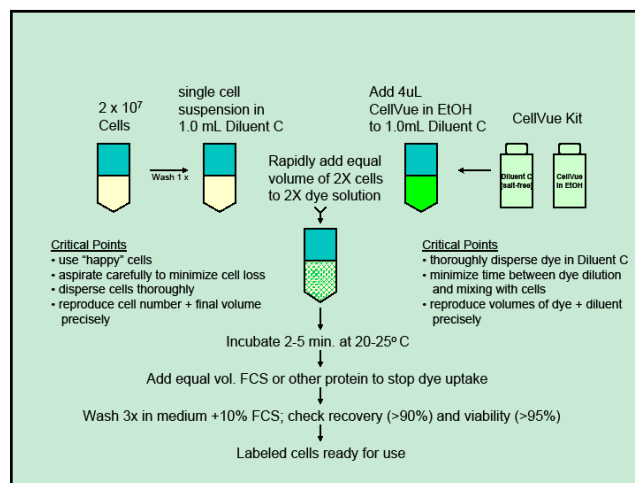 2 x 10⁷
Cells
Wash 1 x
single cell
suspension in
1.0 mL Diluent C
Add 4uL
CellVue in EtOH
to 1.0mL Diluent C
CellVue Kit
Diluent C
(salt-free)
CellVue
in EtOH
Rapidly add equal
volume of 2X cells
to 2X dye solution
Critical Points
• use "happy" cells
• aspirate carefully to minimize cell loss
• disperse cells thoroughly
• reproduce cell number + final volume
precisely
Critical Points
• thoroughly disperse dye in Diluent C
• minimize time between dye dilution
and mixing with cells
• reproduce volumes of dye + diluent
precisely
Incubate 2-5 min. at 20-25º C
Add equal vol. FCS or other protein to stop dye uptake
Wash 3x in medium +10% FCS; check recovery (>90%) and viability (>95%)
Labeled cells ready for use